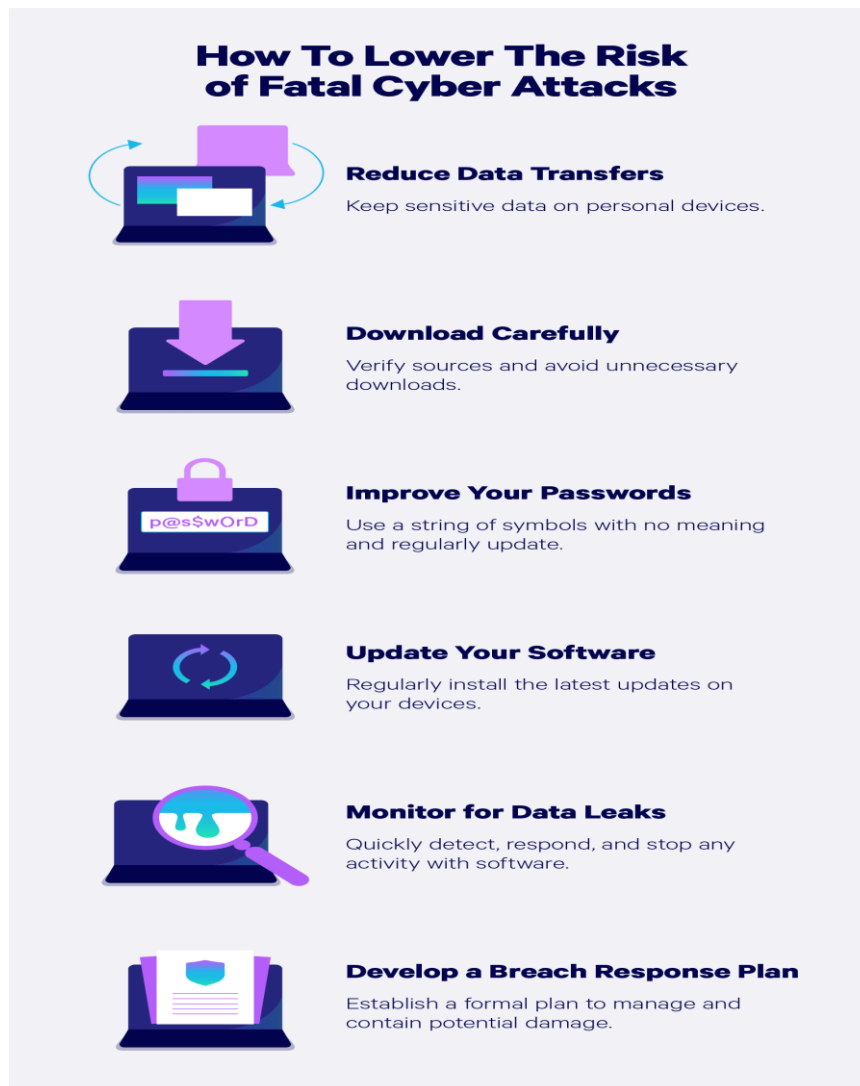 How To Lower The Risk
of Fatal Cyber Attacks
Reduce Data Transfers
Keep sensitive data on personal devices.
Download Carefully
Verify sources and avoid unnecessary
downloads.
p@s$wOrD
Improve Your Passwords
Use a string of symbols with no meaning
and regularly update.
Update Your Software
Regularly install the latest updates on
your devices.
Monitor for Data Leaks
Quickly detect, respond, and stop any
activity with software.
Develop a Breach Response Plan
Establish a formal plan to manage and
contain potential damage.